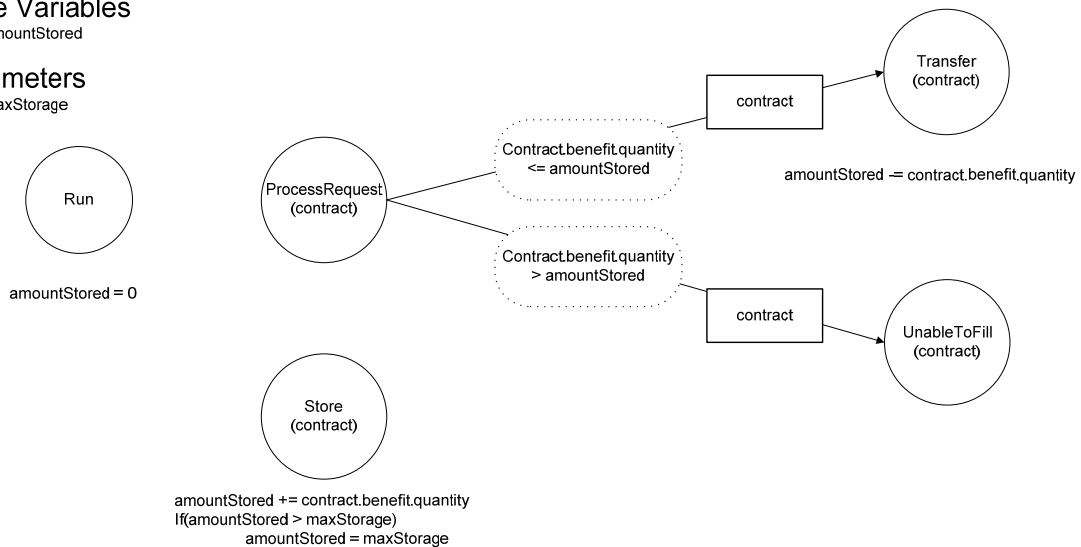 e Variables
mountStored
meters
axStorage
Run
amountStored = 0
ProcessRequest
(contract)
Contract.benefit.quantity
<= amountStored
contract
Transfer
(contract)
amountStored -= contract.benefit.quantity
Contract.benefit.quantity
> amountStored
contract
UnableToFill
(contract)
Store
(contract)
amountStored += contract.benefit.quantity
If(amountStored > maxStorage)
amountStored = maxStorage